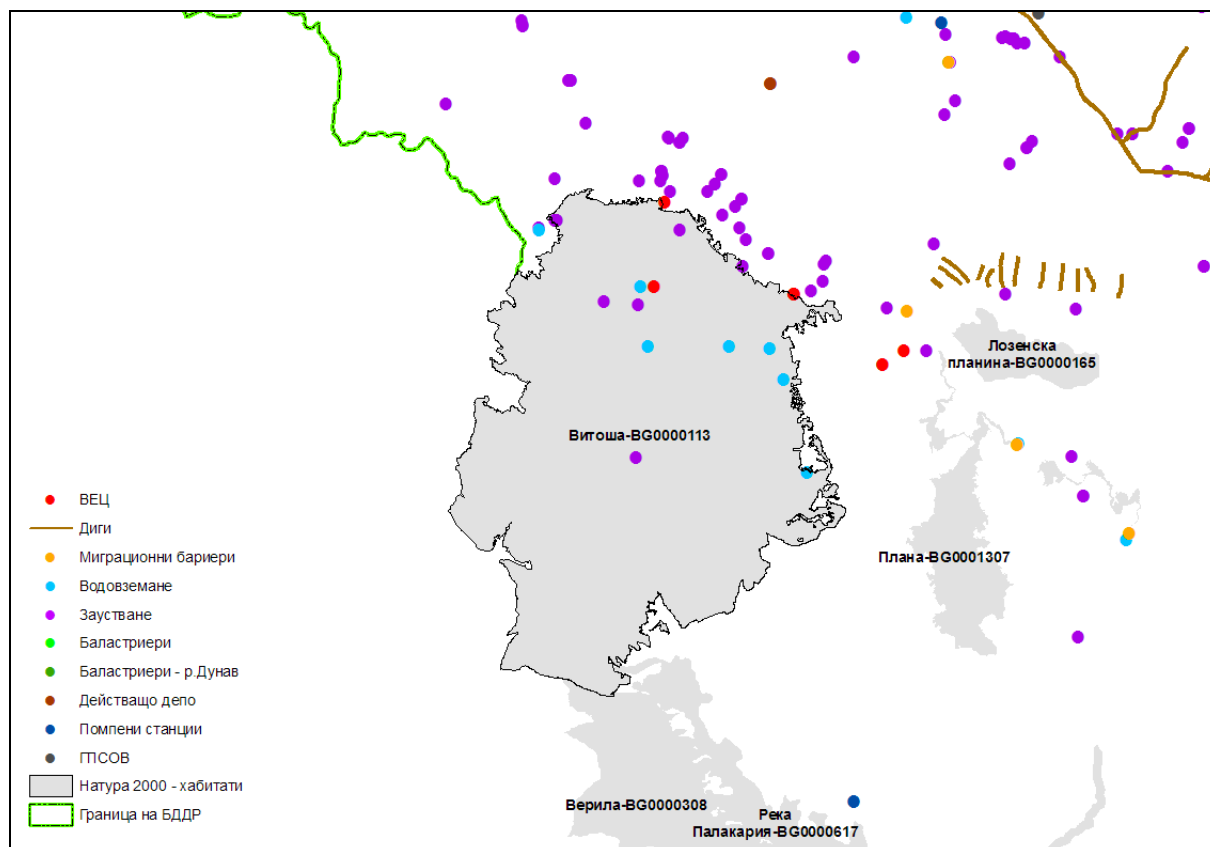 Лозенска
планина-BG0000165
Витоша-BG0000113
Плана-BG0001307
Верила-BG0000308
Река
Палакария-BG0000617
ВЕЦ
Диги
Миграционни бариери
Водовземане
Заустване
Баластриери
Баластриери - р.Дунав
Действащо депо
Помпени станции
ГПСОВ
Натура 2000 - хабитати
Граница на БДДР